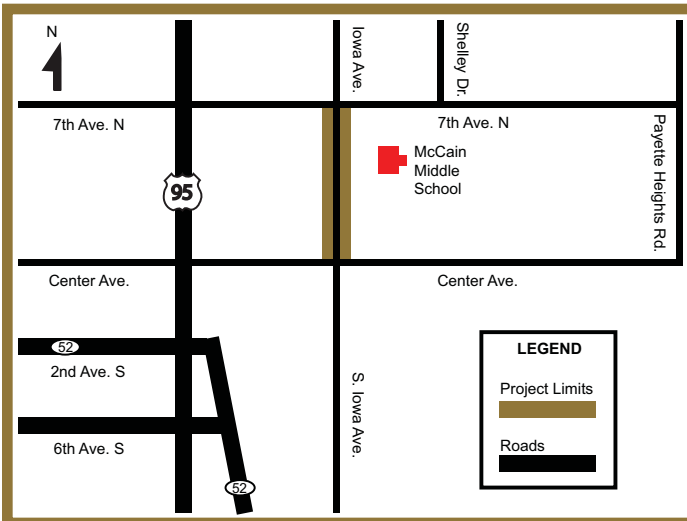 N
Iowa Ave.
Shelley Dr.
7th Ave. N
7th Ave. N
McCain
Middle
School
Payette Heights Rd.
95
Center Ave.
Center Ave.
52
2nd Ave. S
6th Ave. S
52
S. Iowa Ave.
LEGEND
Project Limits
Roads